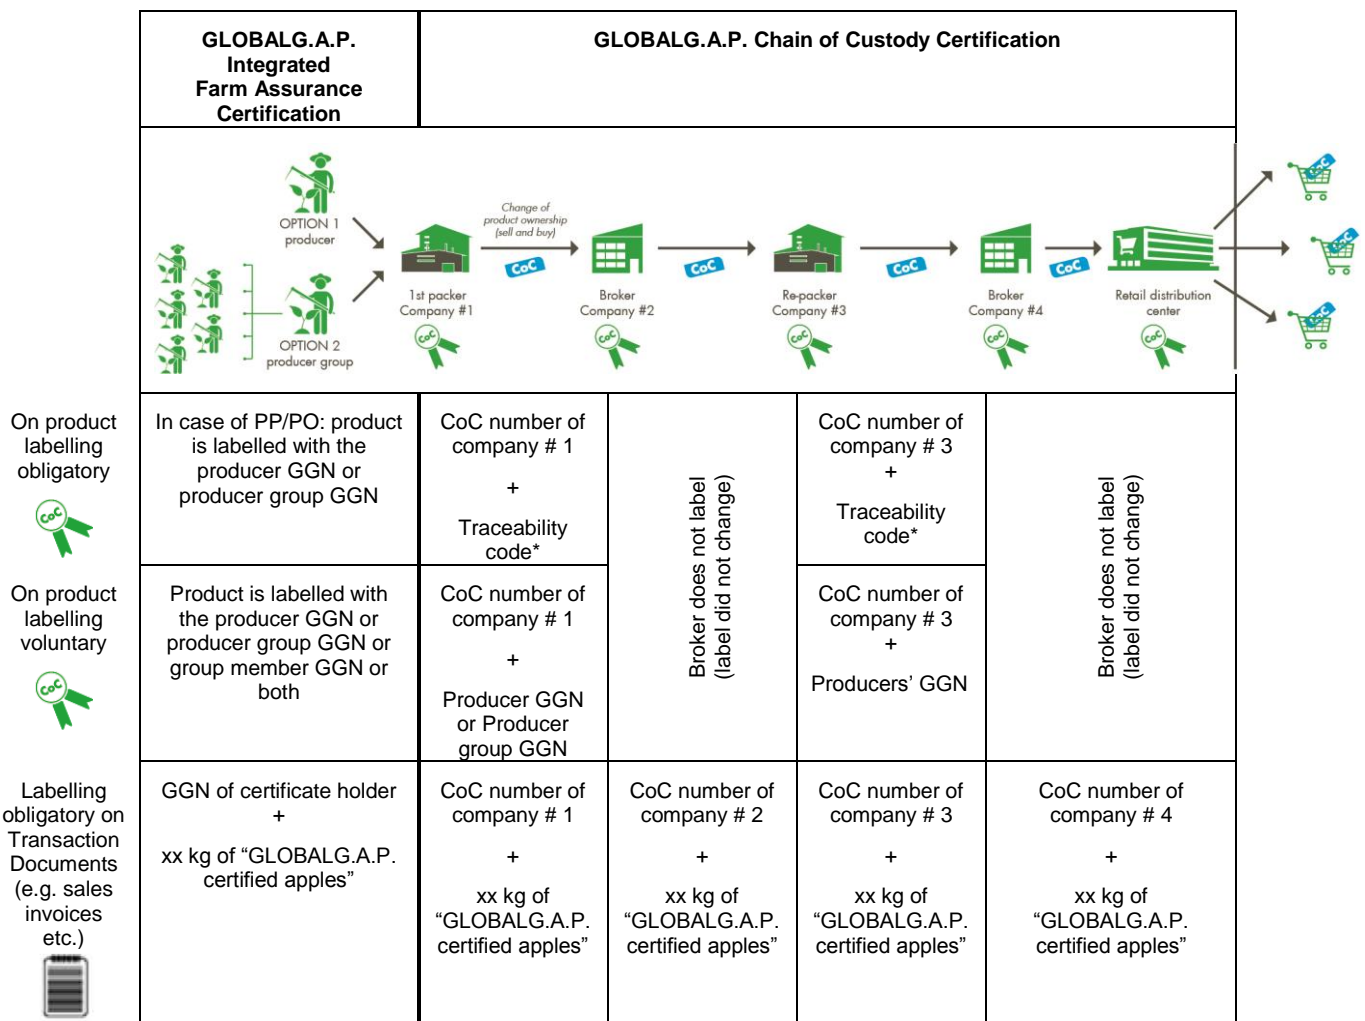 GLOBALG.A.P.
Integrated
Farm Assurance
Certification
GLOBALG.A.P. Chain of Custody Certification
OPTION 1
producer
OPTION 2
producer group
Change of
product ownership
(sell and buy)
CoC
CoC
CoC
CoC
CoC
CoC
CoC
1st packer
Company #1
Broker
Company #2
Re-packer
Company #3
Broker
Company #4
Retail distribution
center
CoC
CoC
CoC
CoC
CoC
On product
labelling
obligatory
CoC
In case of PP/PO: product
is labelled with the
producer GGN or
producer group GGN
CoC number of
company # 1
+
Traceability
code*
Broker does not label
(label did not change)
CoC number of
company # 3
+
Traceability
code*
Broker does not label
(label did not change)
On product
labelling
voluntary
CoC
Product is labelled with
the producer GGN or
producer group GGN or
group member GGN or
both
CoC number of
company # 1
+
Producer GGN
or Producer
group GGN
CoC number of
company # 3
+
Producers’ GGN
Labelling
obligatory on
Transaction
Documents
(e.g. sales
invoices
etc.)
GGN of certificate holder
+
xx kg of “GLOBALG.A.P.
certified apples”
CoC number of
company # 1
+
xx kg of
“GLOBALG.A.P.
certified apples”
CoC number of
company # 2
+
xx kg of
“GLOBALG.A.P.
certified apples”
CoC number of
company # 3
+
xx kg of
“GLOBALG.A.P.
certified apples”
CoC number of
company # 4
+
xx kg of
“GLOBALG.A.P.
certified apples”